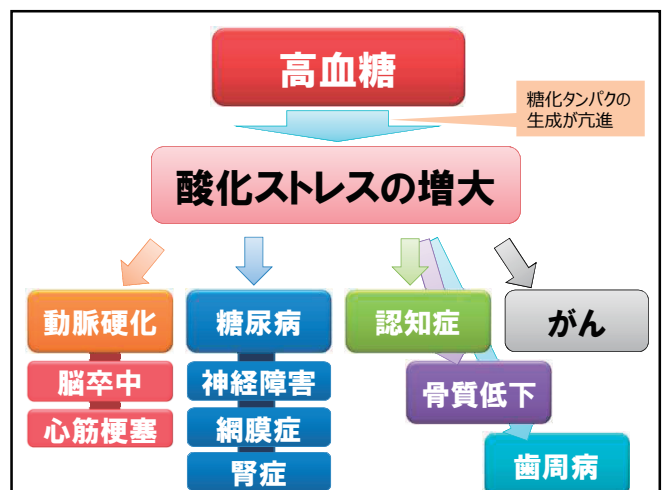 高血糖
糖化タンパクの
生成が亢進
酸化ストレスの増大
動脈硬化
脳卒中
心筋梗塞
糖尿病
神経障害
網膜症
腎症
認知症
がん
骨質低下
歯周病